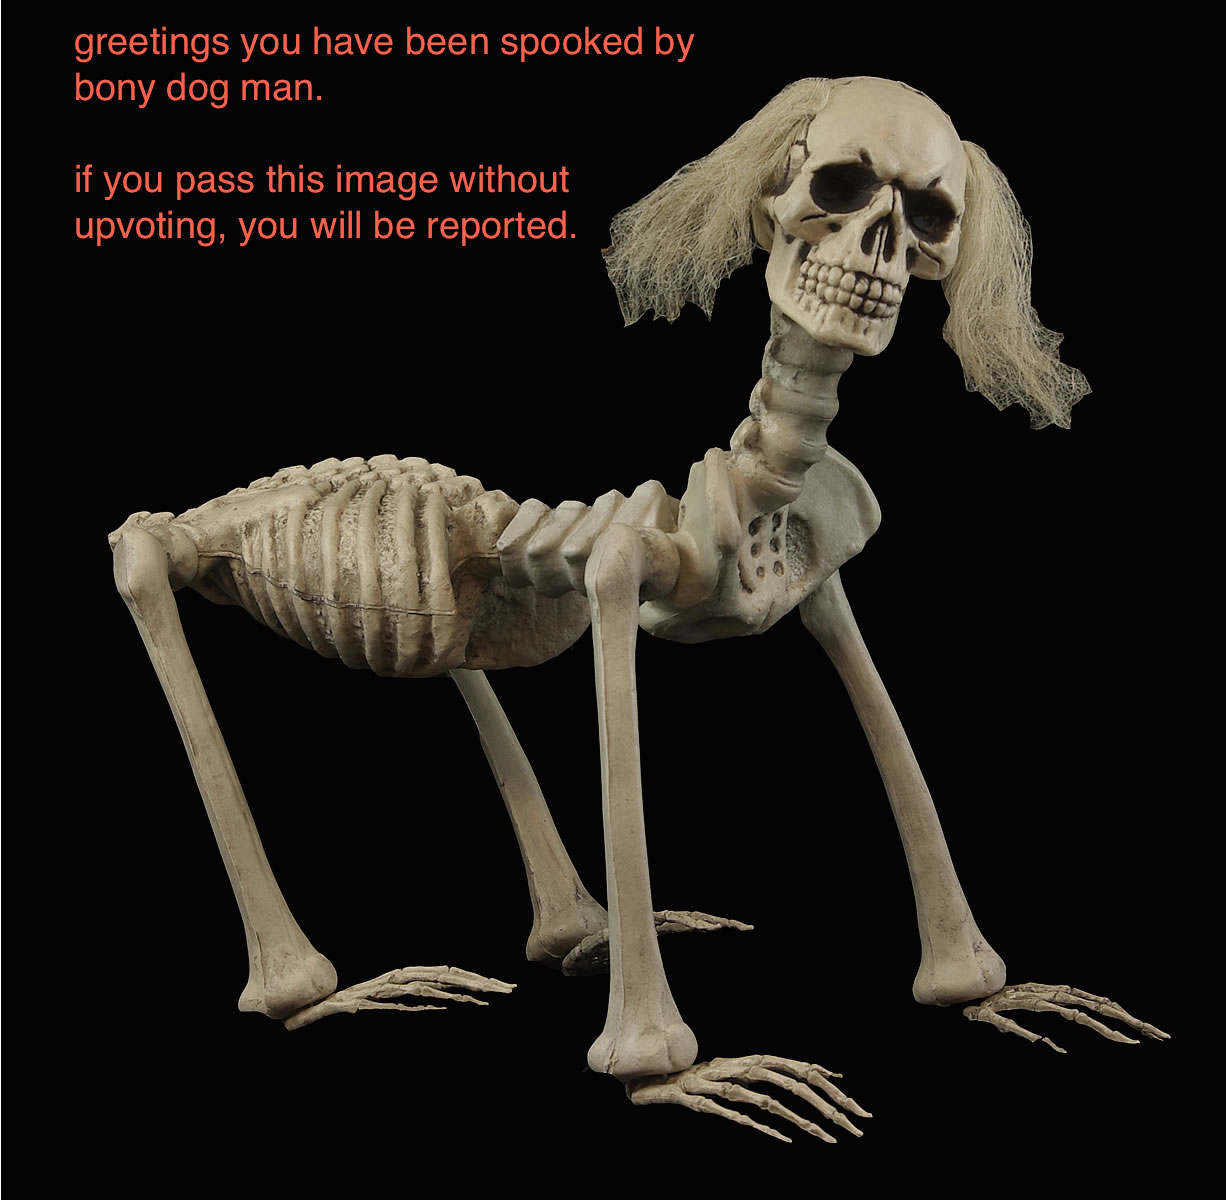 greetings you have been spooked by
bony dog man.
if you pass this image without
upvoting, you will be reported.